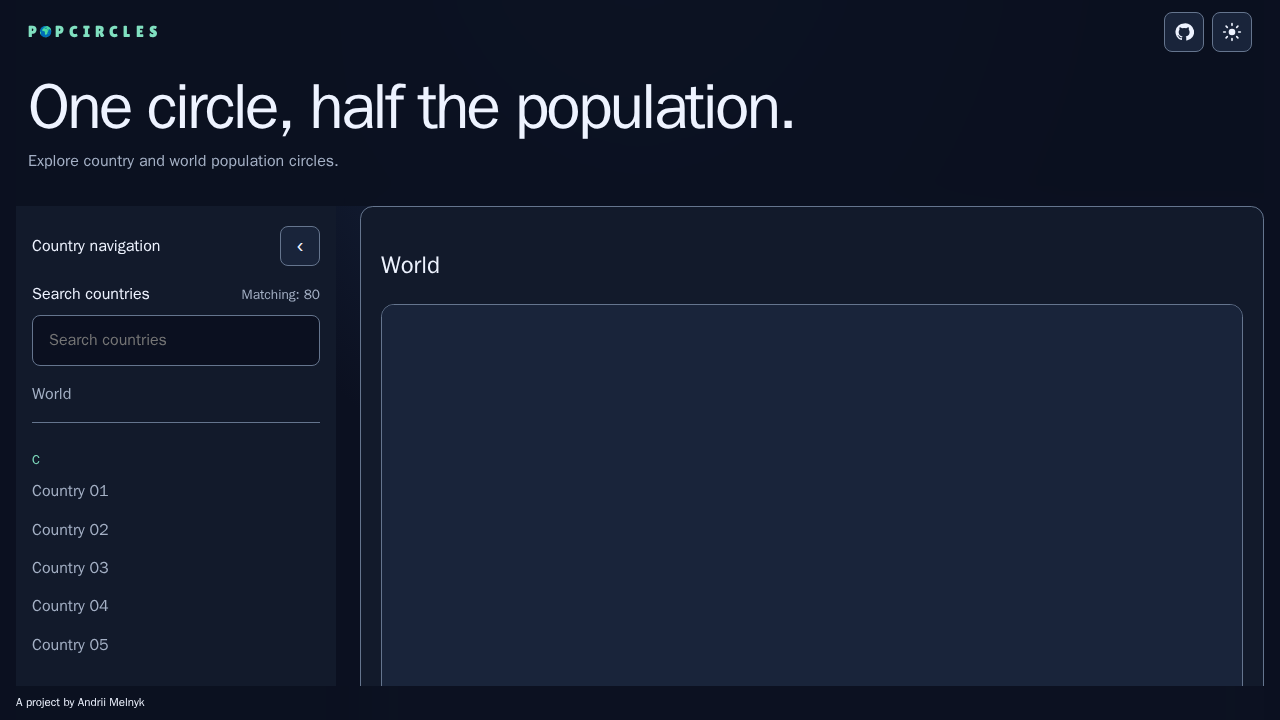 POPCIRCLES
One circle, half the population.
Explore country and world population circles.
Country navigation
Search countries
Matching: 80
Search countries
World
C
Country 01
Country 02
Country 03
Country 04
Country 05
World
A project by Andrii Melnyk